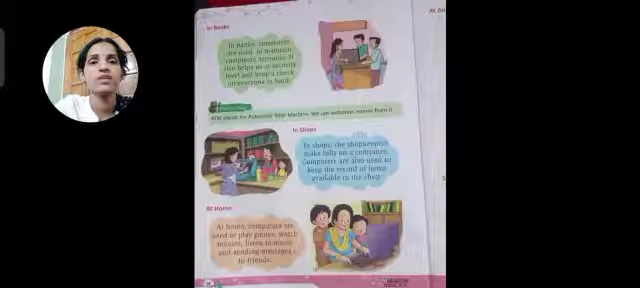 In Banks
In banks, computers
are used to maintain
customers accounts. It
also helps us at security
level and keep a check
on everyone in bank.
ATM stands for Automatic Teller Machine. We can withdraw money from it
In Shops
In shops, the shopkeepers
make bills on a computer.
Computers are also used to
keep the record of items
available in the shop.
At Home
At home, computers are
used to play games, watch
movies, listen to music
and sending messages
to friends.